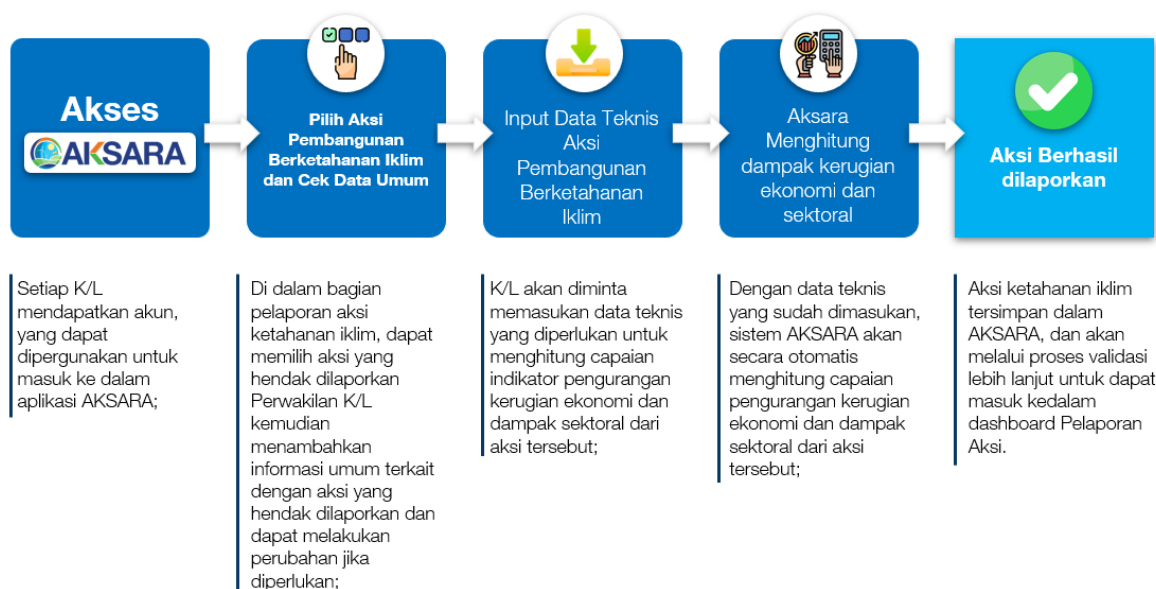 Akses
AKSARA
Pilih Aksi
Pembangunan
Berketahanan Iklim
dan Cek Data Umum
Input Data Teknis
Aksi
Pembangunan
Berketahanan
Iklim
Aksara
Menghitung
dampak kerugian
ekonomi dan
sektoral
Aksi Berhasil
dilaporkan
Setiap K/L
mendapatkan akun,
yang dapat
dipergunakan untuk
masuk ke dalam
aplikasi AKSARA;
Di dalam bagian
pelaporan aksi
ketahanan iklim, dapat
memilih aksi yang
hendak dilaporkan
Perwakilan K/L
kemudian
menambahkan
informasi umum terkait
dengan aksi yang
hendak dilaporkan dan
dapat melakukan
perubahan jika
diperlukan;
K/L akan diminta
memasukan data teknis
yang diperlukan untuk
menghitung capaian
indikator pengurangan
kerugian ekonomi dan
dampak sektoral dari
aksi tersebut;
Dengan data teknis
yang sudah dimasukan,
sistem AKSARA akan
secara otomatis
menghitung capaian
pengurangan kerugian
ekonomi dan dampak
sektoral dari aksi
tersebut;
Aksi ketahanan iklim
tersimpan dalam
AKSARA, dan akan
melalui proses validasi
lebih lanjut untuk dapat
masuk kedalam
dashboard Pelaporan
Aksi.